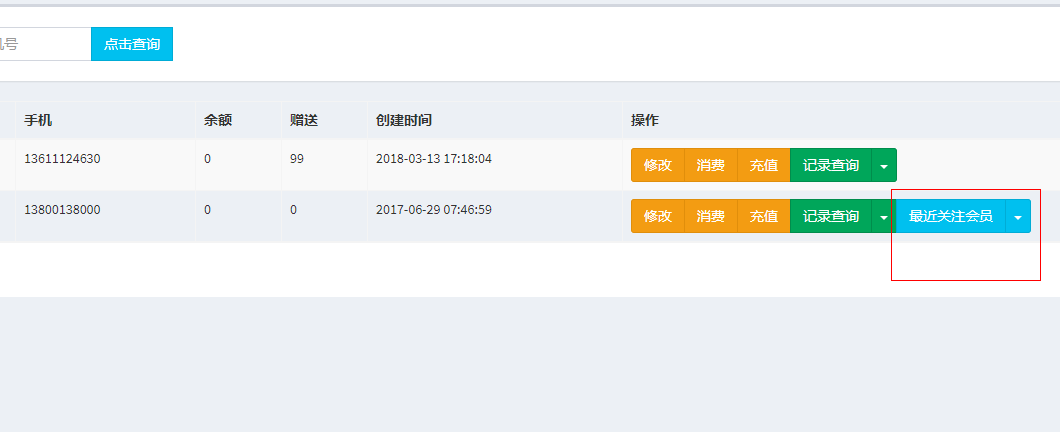 机号 点击查询
手机 余额 赠送 创建时间 操作
13611124630 0 99 2018-03-13 17:18:04 修改 消费 充值 记录查询
13800138000 0 0 2017-06-29 07:46:59 修改 消费 充值 记录查询 最近关注会员